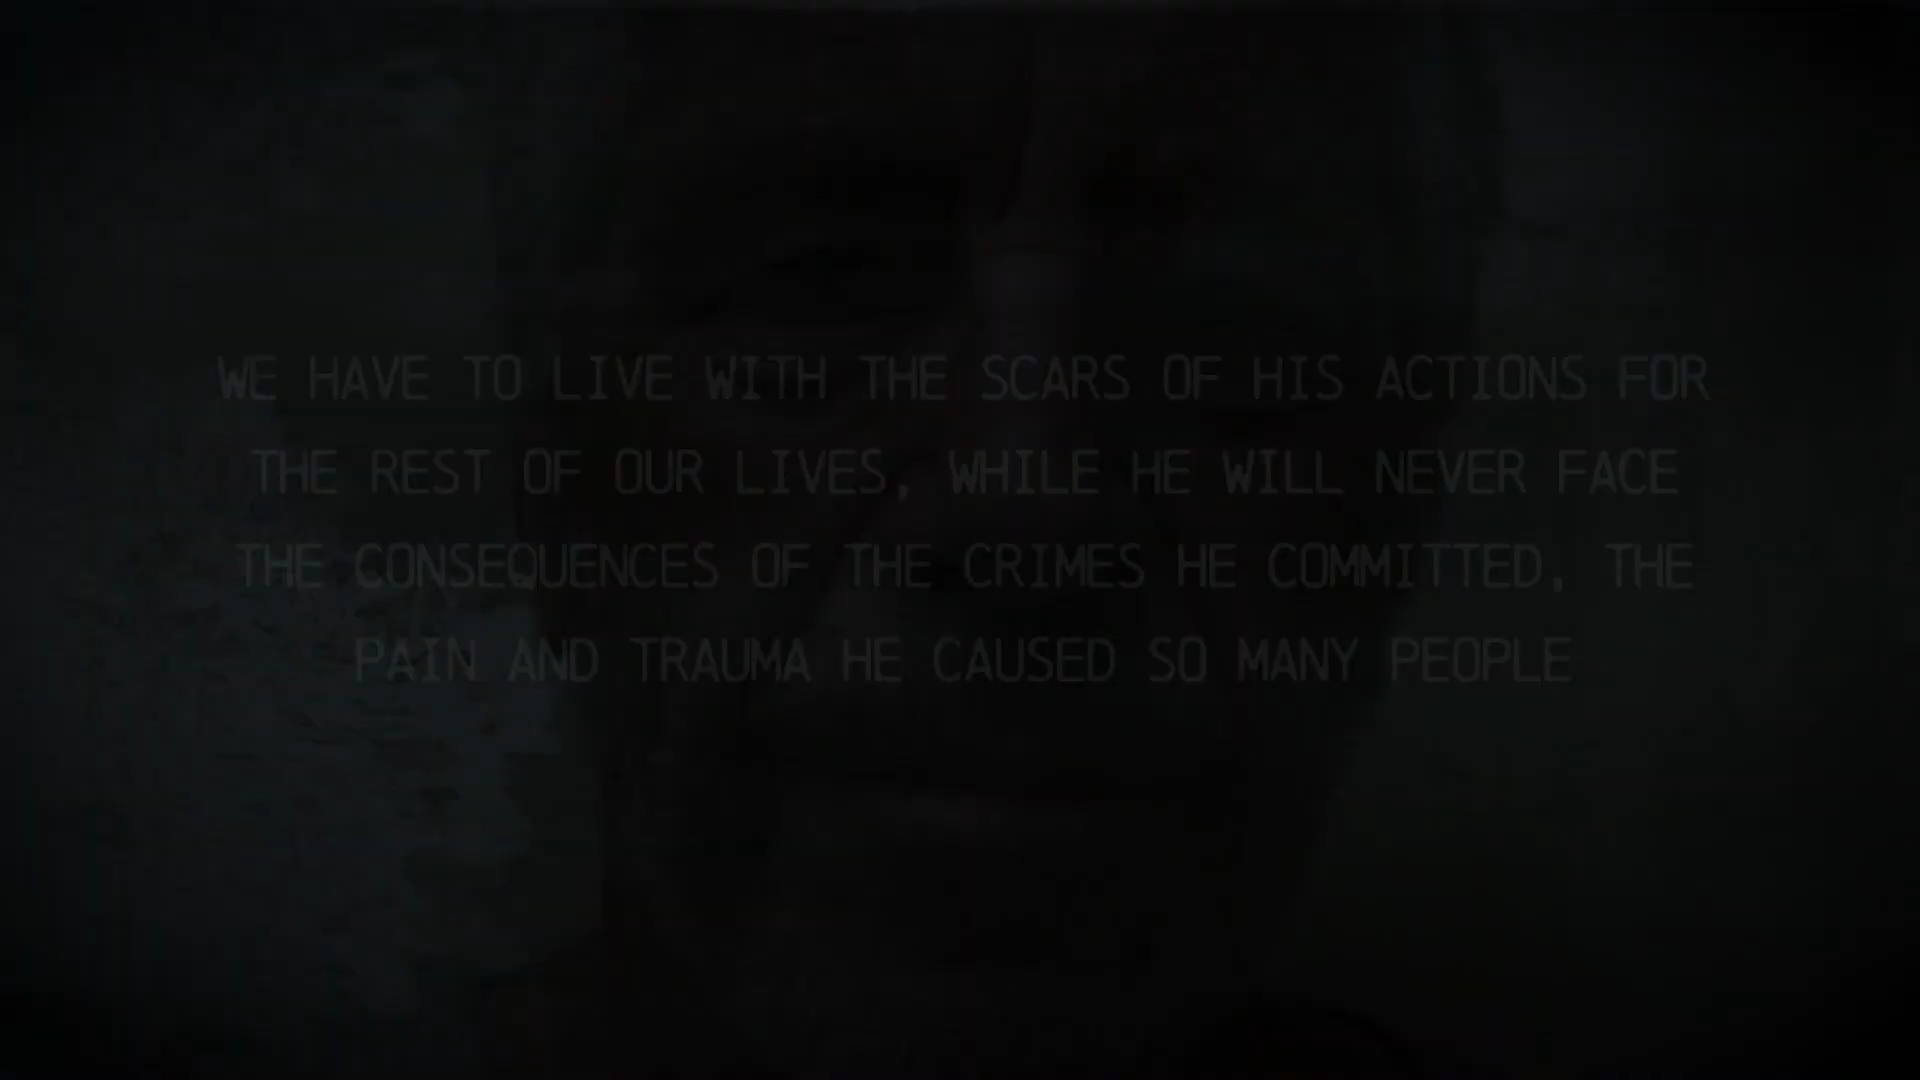 WE HAVE TO LIVE WITH THE SCARS OF HIS ACTIONS FOR
THE REST OF OUR LIVES, WHILE HE WILL NEVER FACE
THE CONSEQUENCES OF THE CRIMES HE COMMITTED, THE
PAIN AND TRAUMA HE CAUSED SO MANY PEOPLE